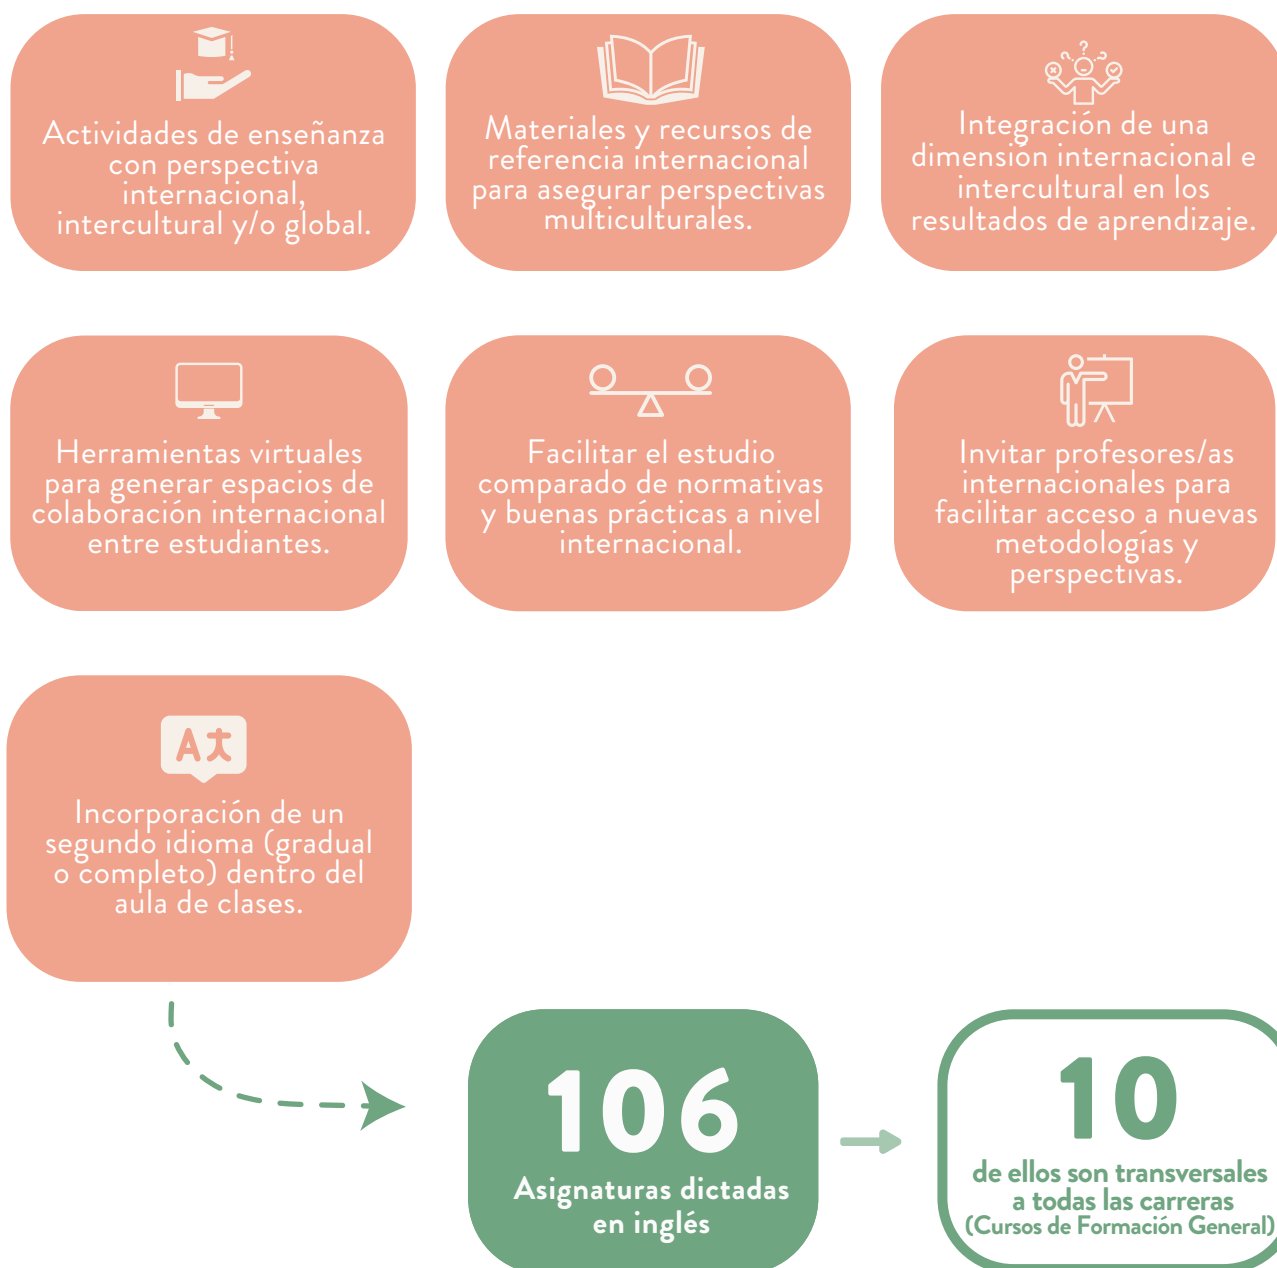 Actividades de enseñanza
con perspectiva
internacional,
intercultural y/o global.
Materiales y recursos de
referencia internacional
para asegurar perspectivas
multiculturales.
Integración de una
dimensión internacional e
intercultural en los
resultados de aprendizaje.
Herramientas virtuales
para generar espacios de
colaboración internacional
entre estudiantes.
Facilitar el estudio
comparado de normativas
y buenas prácticas a nivel
internacional.
Invitar profesores/as
internacionales para
facilitar acceso a nuevas
metodologías y
perspectivas.
Incorporación de un
segundo idioma (gradual
o completo) dentro del
aula de clases.
106
Asignaturas dictadas
en inglés
10
de ellos son transversales
a todas las carreras
(Cursos de Formación General)